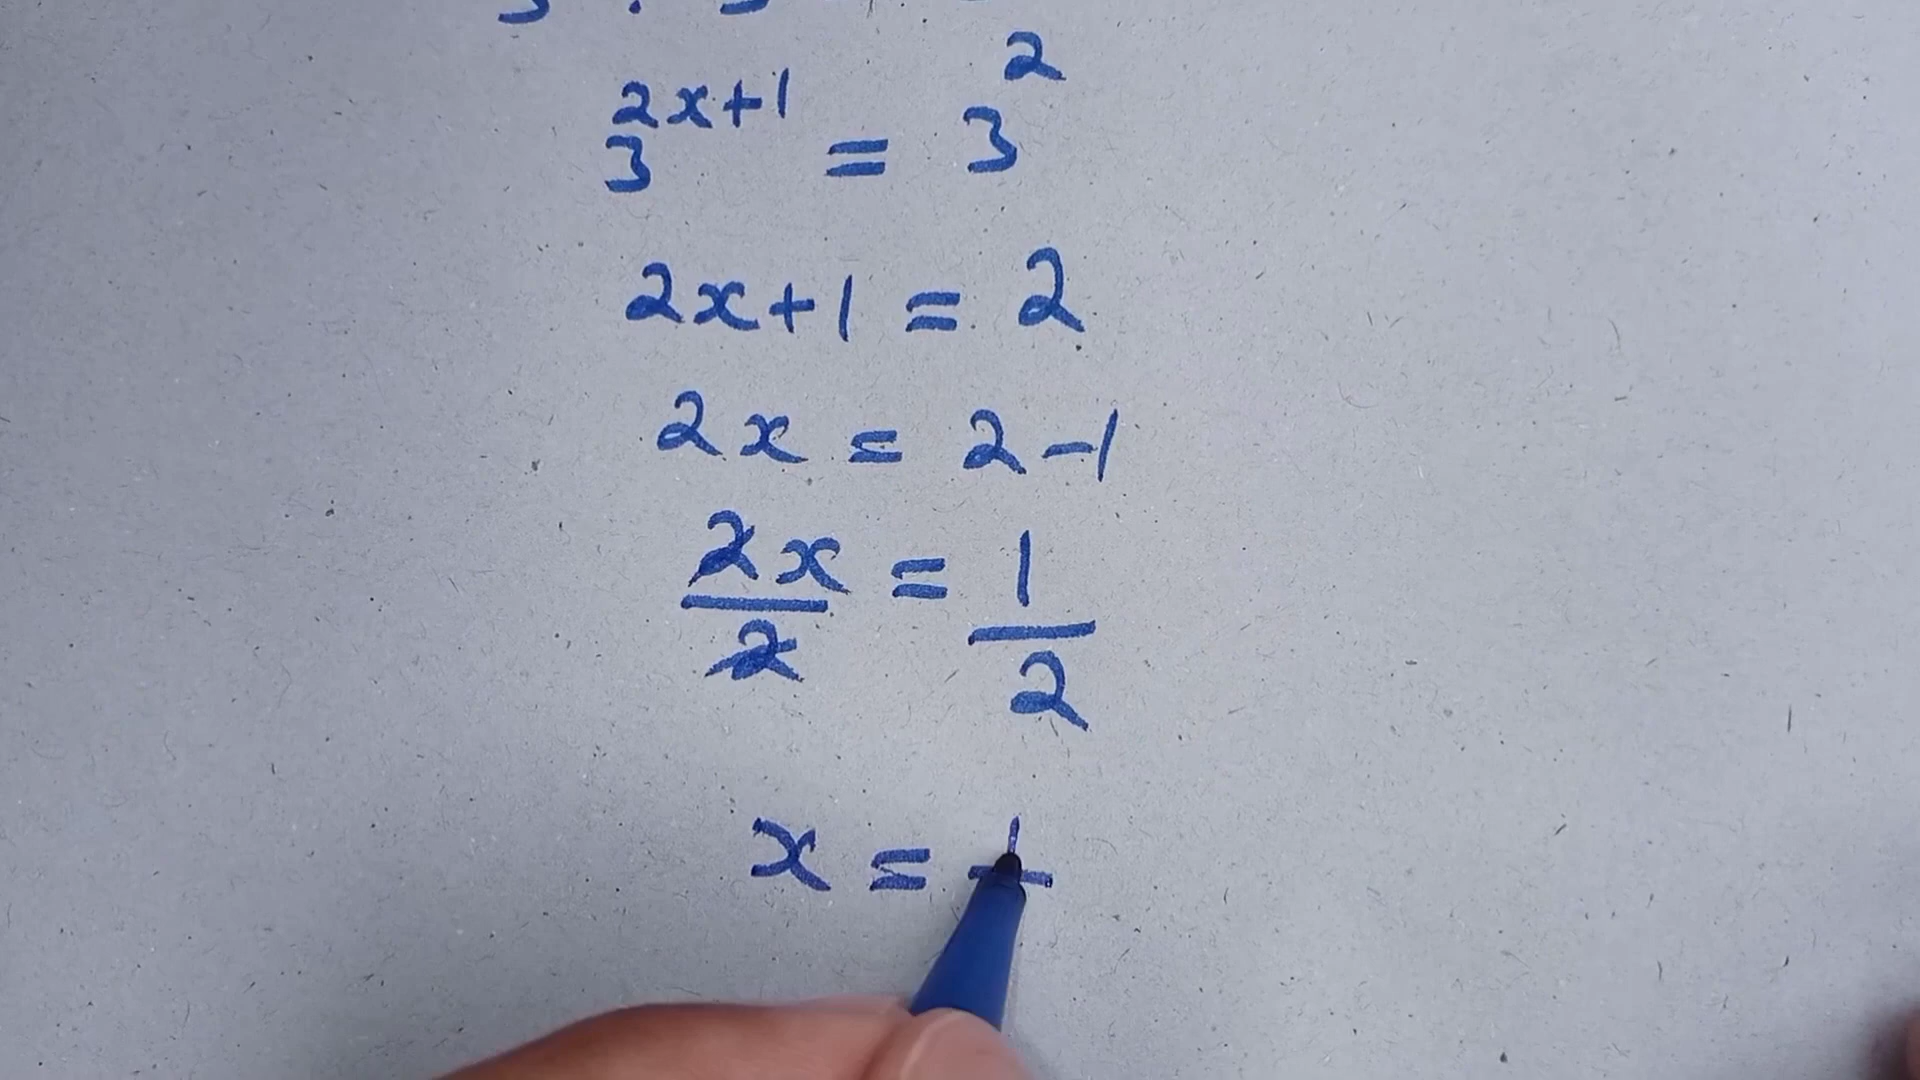 3^{2x+1} = 3^2
2x+1 = 2
2x = 2-1
2x/2 = 1/2
x = 1